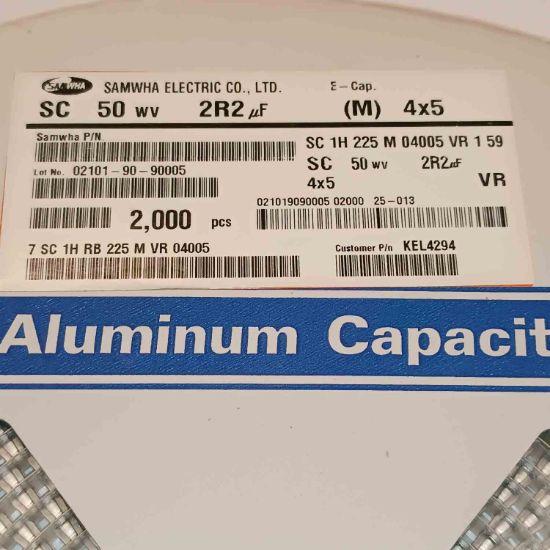 SAMWHA SAMWHA ELECTRIC CO., LTD. E-Cap.
SC 50 WV 2R2 µF (M) 4x5
Samwha P/N SC 1H 225 M 04005 VR 1 59
SC 50 WV 2R2µF
Lot No. 02101-90-90005
4x5 VR
021019090005 02000 25-013
2,000 pcs
7 SC 1H RB 225 M VR 04005 Customer P/n KEL4294
Aluminum Capacit